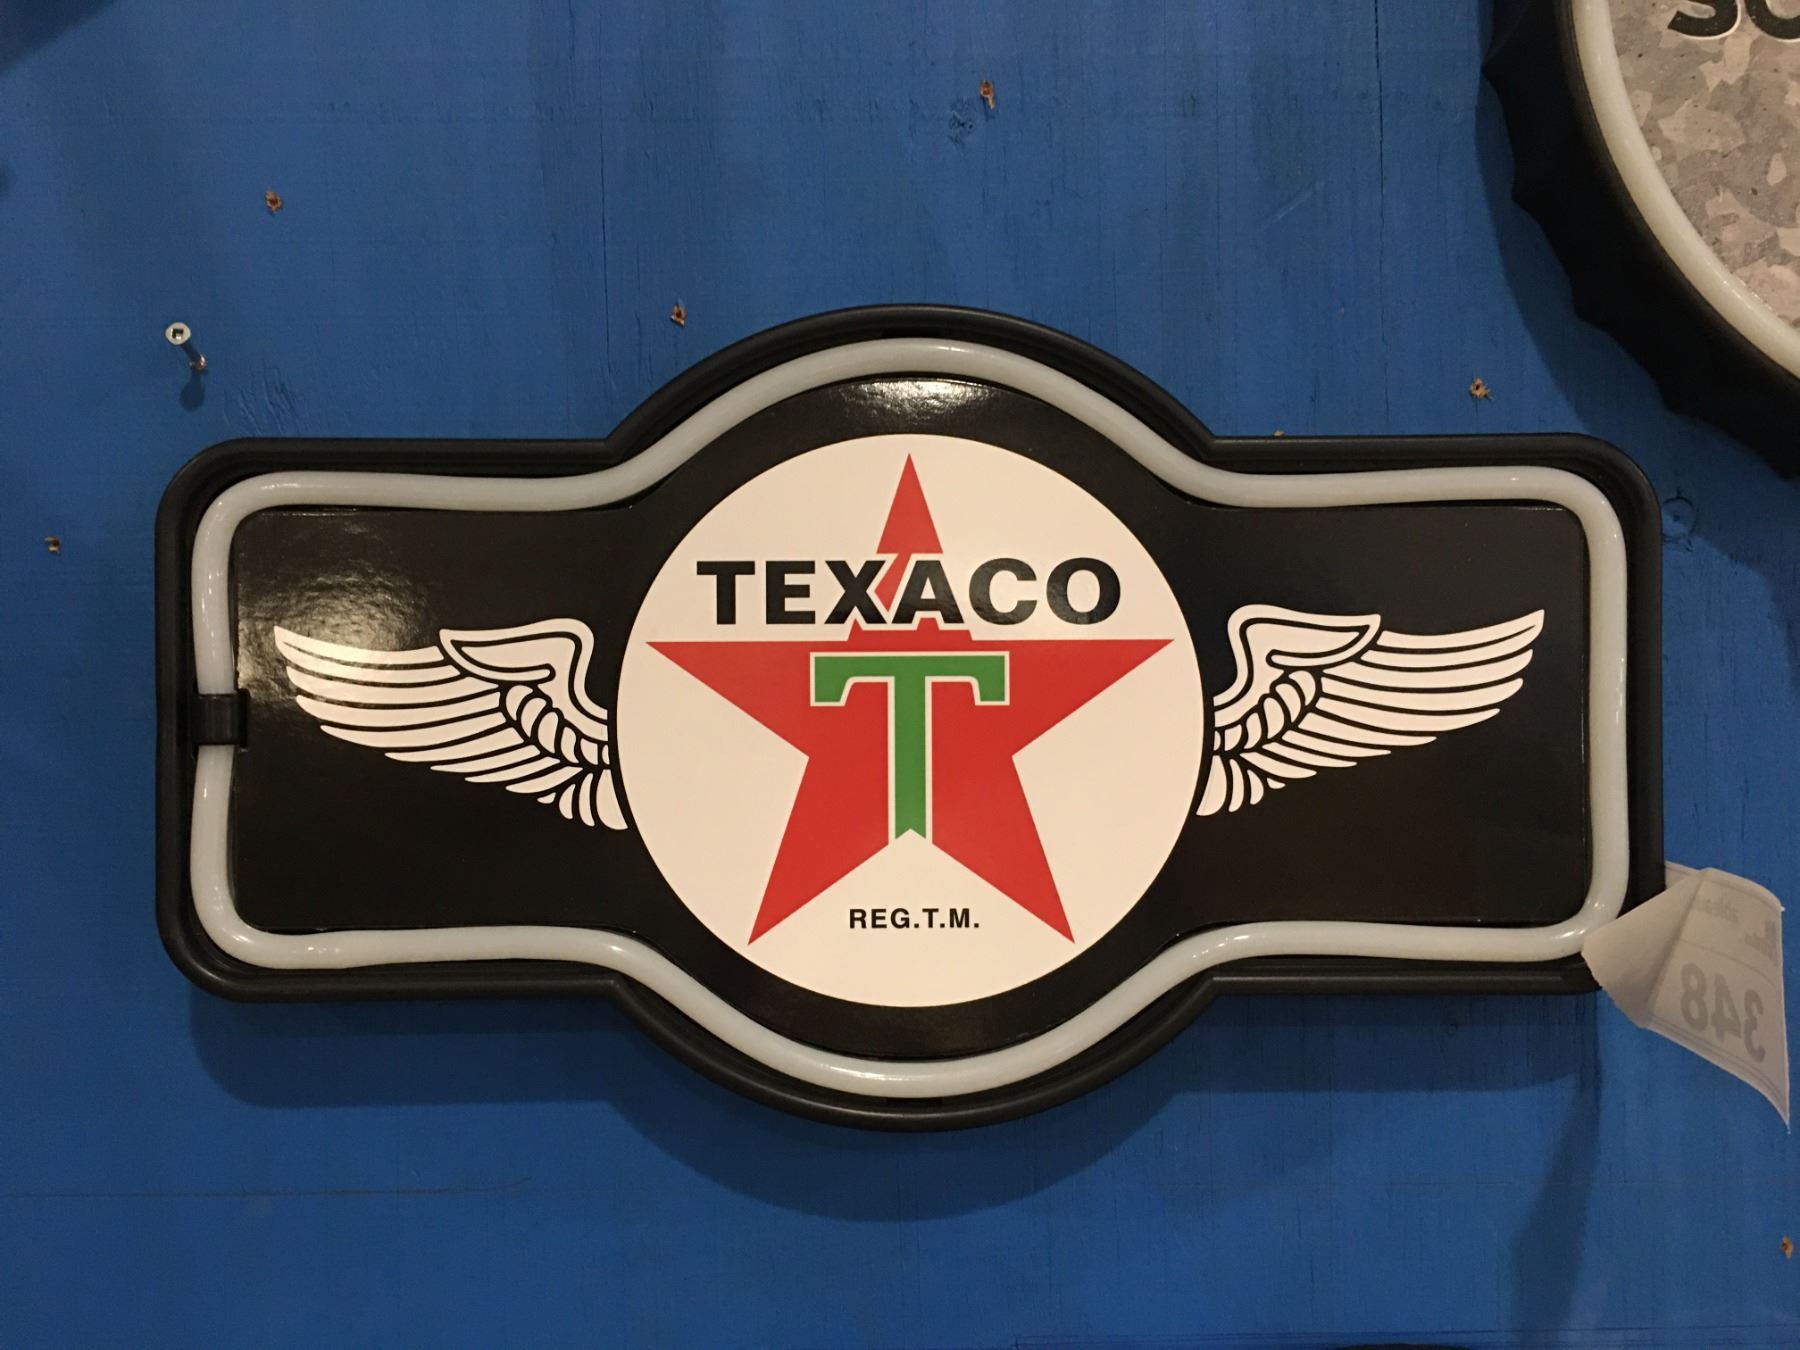 TEXACO
T
REG.T.M.
348